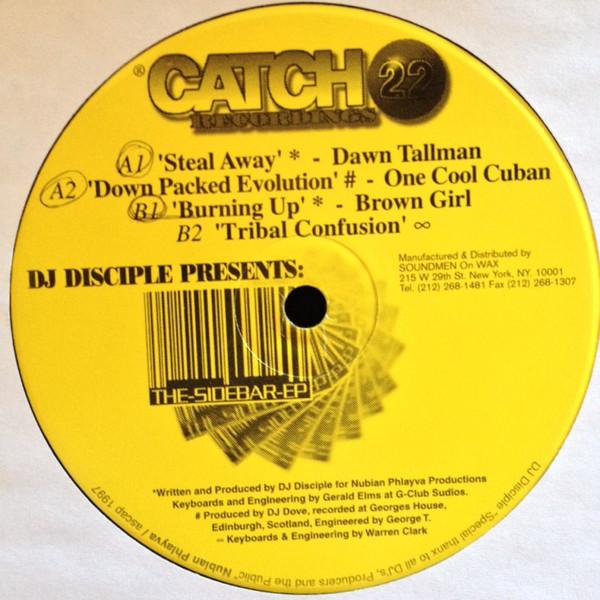 ® CATCH 22
RECORDINGS
A1 'Steal Away' * - Dawn Tallman
A2 'Down Packed Evolution' # - One Cool Cuban
B1 'Burning Up' * - Brown Girl
B2 'Tribal Confusion' ∞
DJ DISCIPLE PRESENTS:
Manufactured & Distributed by
SOUNDMEN On WAX
215 W 29th St. New York, NY. 10001
Tel. (212) 268-1481 Fax (212) 268-1307
THE-SIDEBAR-EP
*Written and Produced by DJ Disciple for Nubian Phlayva Productions
Keyboards and Engineering by Gerald Elms at G-Club Sudios.
# Produced by DJ Dove, recorded at Georges House,
Edinburgh, Scotland, Engineered by George T.
∞ Keyboards & Engineering by Warren Clark
DJ Disciple "Special thanx to all DJ's, Producers and the Public" Nubian Phlayva / ascap 1997